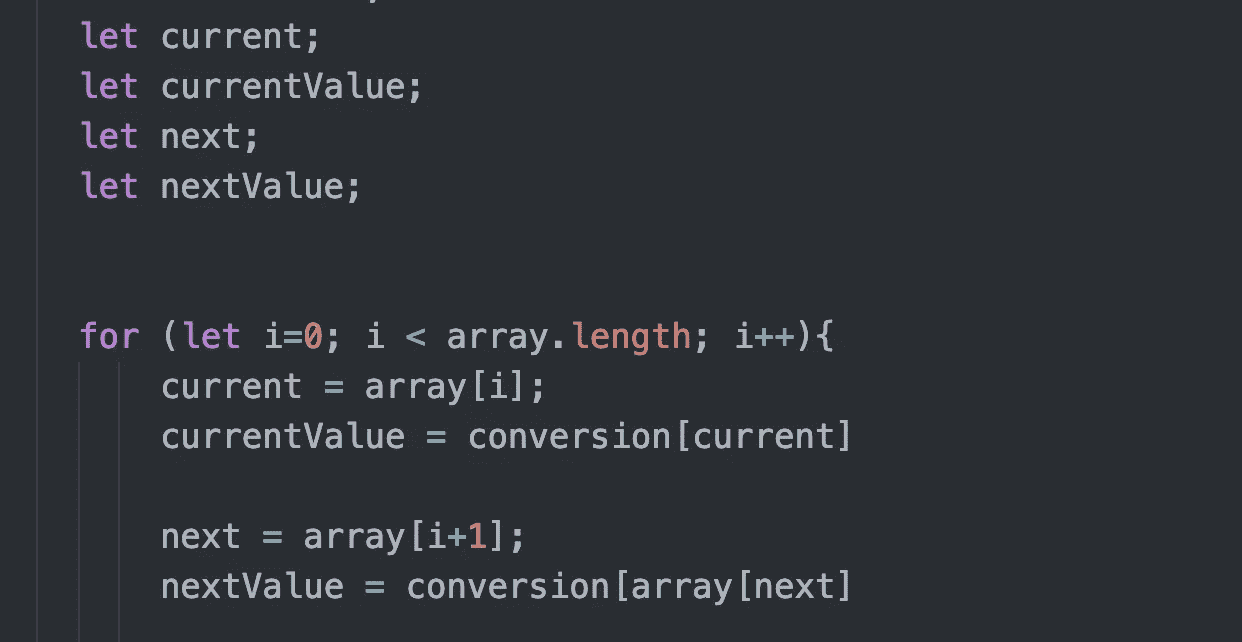 let current;
let currentValue;
let next;
let nextValue;
for (let i=0; i < array.length; i++){
current = array[i];
currentValue = conversion[current]
next = array[i+1];
nextValue = conversion[array[next]